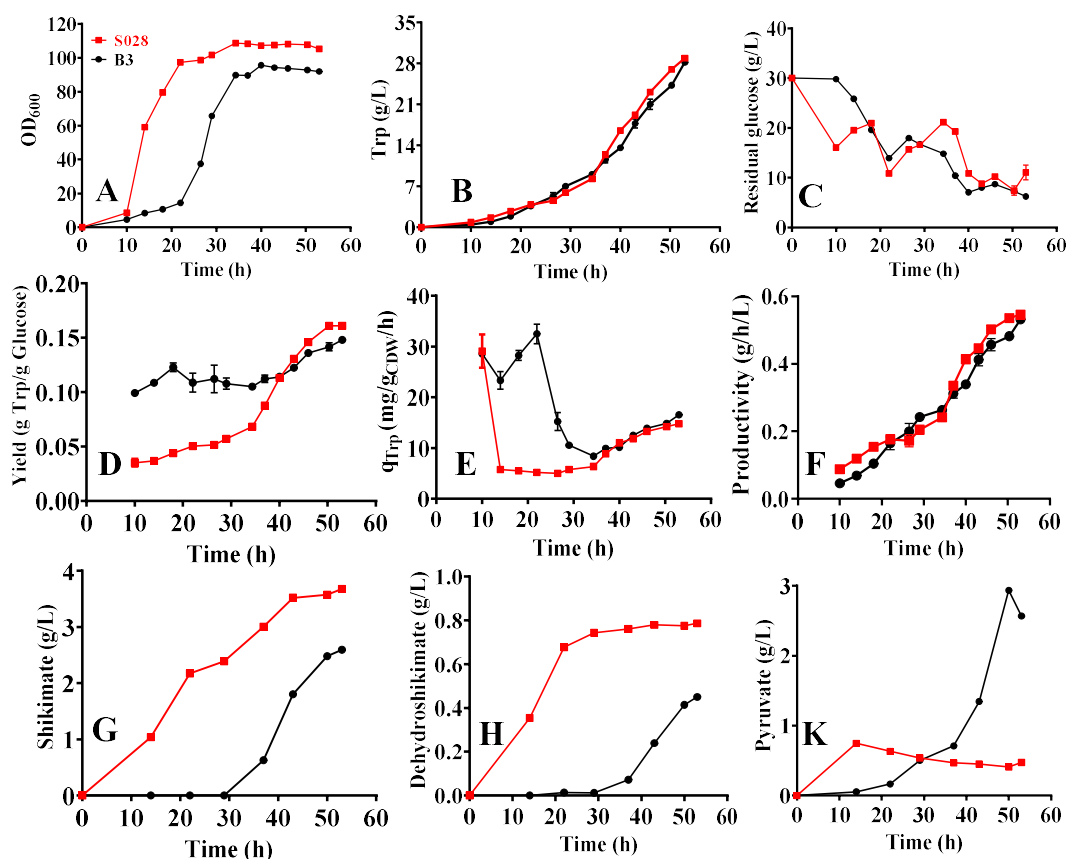 OD600
120
100
80
60
40
20
0
S028
B3
A
0 10 20 30 40 50 60
Time (h)
Trp (g/L)
35
28
21
14
7
0
B
0 10 20 30 40 50 60
Time (h)
Residual glucose (g/L)
40
30
20
10
0
C
0 10 20 30 40 50 60
Time (h)
Yield (g Trp/g Glucose)
0.20
0.15
0.10
0.05
0.00
D
0 10 20 30 40 50 60
Time (h)
qTrp (mg/gCDW/h)
40
30
20
10
0
E
0 10 20 30 40 50 60
Time (h)
Productivity (g/h/L)
0.6
0.4
0.2
0.0
F
0 10 20 30 40 50 60
Time (h)
Shikimate (g/L)
4
3
2
1
0
G
0 10 20 30 40 50 60
Time (h)
Dehydroshikimate (g/L)
1.0
0.8
0.6
0.4
0.2
0.0
H
0 10 20 30 40 50 60
Time (h)
Pyruvate (g/L)
3
2
1
0
K
0 10 20 30 40 50 60
Time (h)